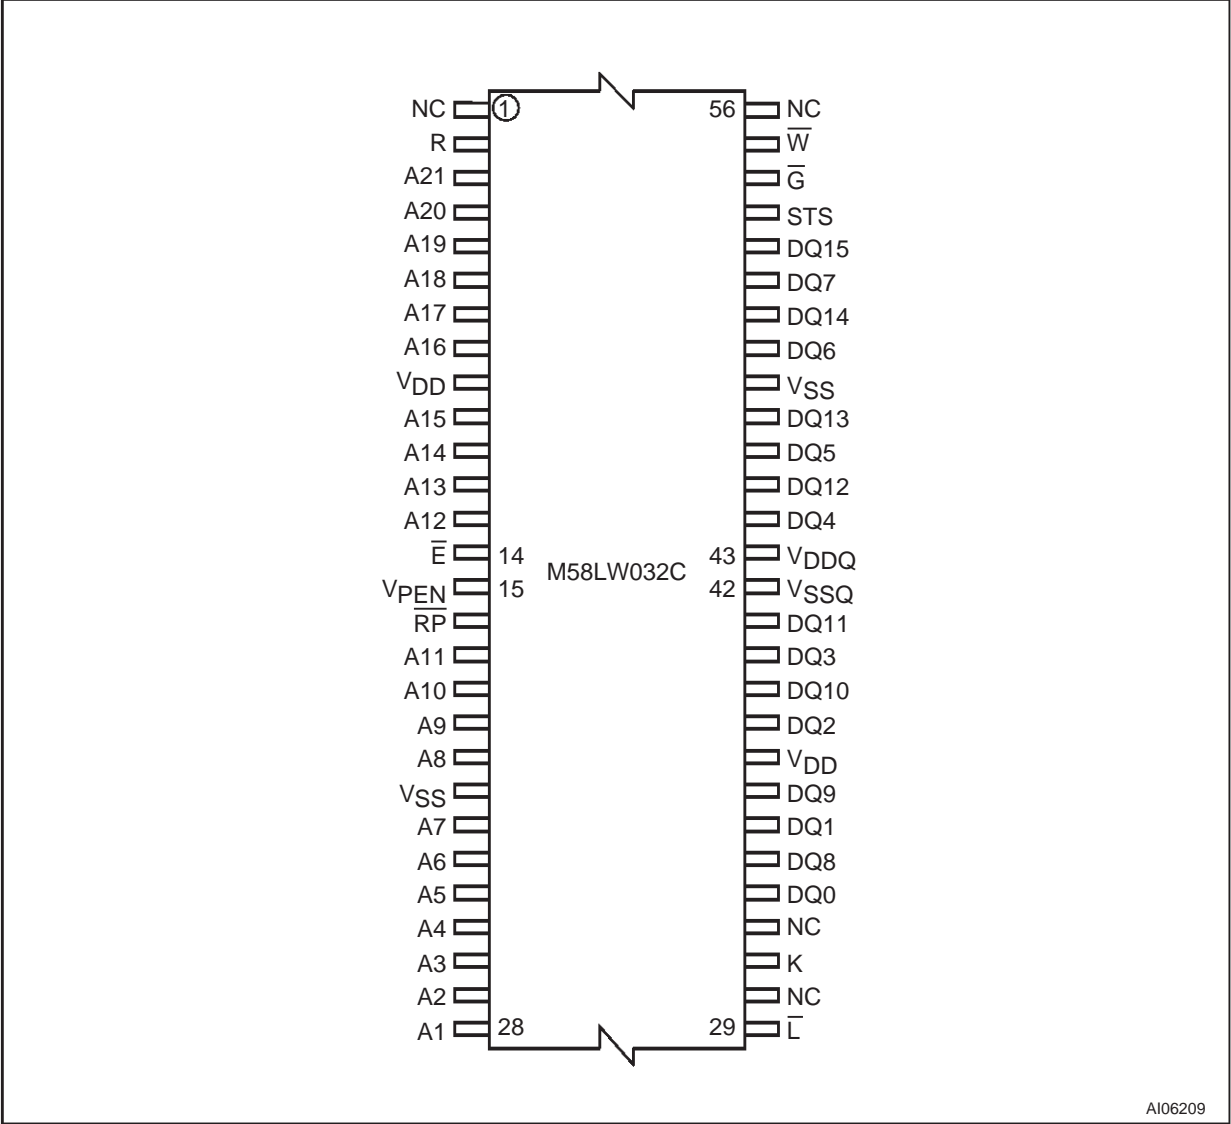 NC 1 56 NC
R W̅
A21 G̅
A20 STS
A19 DQ15
A18 DQ7
A17 DQ14
A16 DQ6
VDD VSS
A15 DQ13
A14 DQ5
A13 DQ12
A12 DQ4
E̅ 14 43 VDDQ
M58LW032C
VPEN 15 42 VSSQ
R̅P̅ DQ11
A11 DQ3
A10 DQ10
A9 DQ2
A8 VDD
VSS DQ9
A7 DQ1
A6 DQ8
A5 DQ0
A4 NC
A3 K
A2 NC
A1 28 29 L̅
AI06209